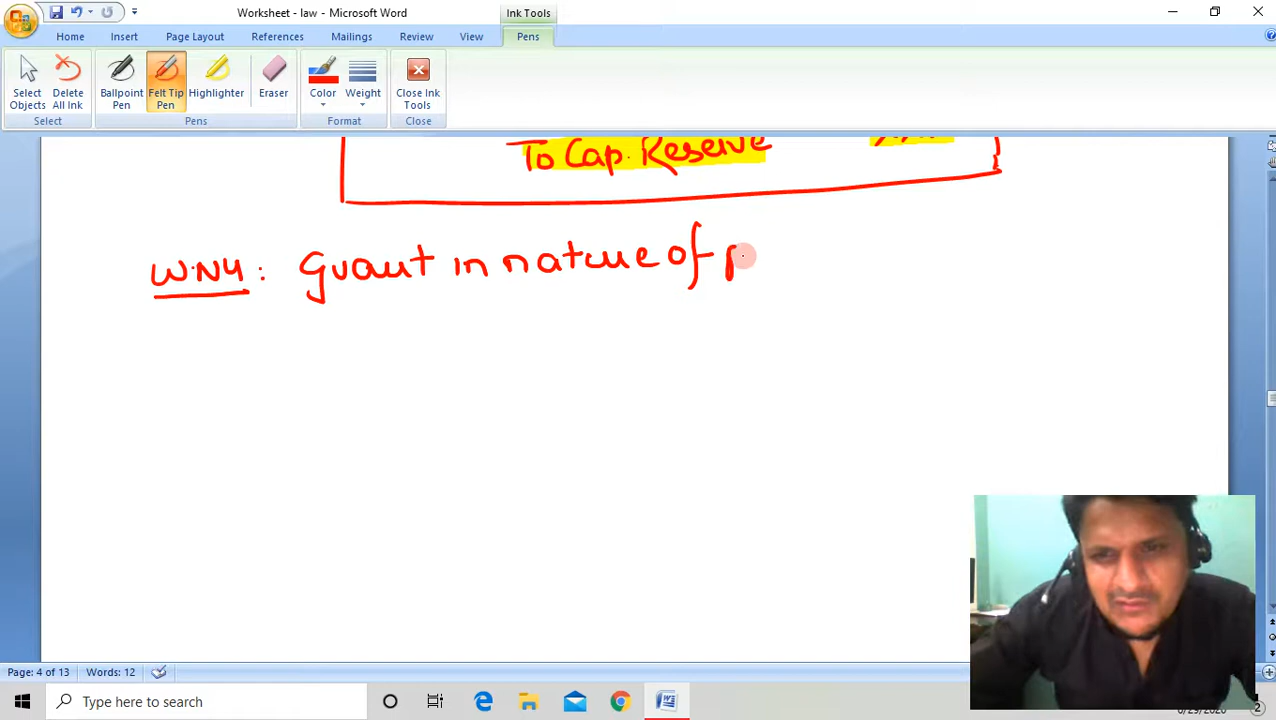 Worksheet - law - Microsoft Word
Ink Tools
Home Insert Page Layout References Mailings Review View Pens
Select Objects
Delete All Ink
Ballpoint Pen
Felt Tip Pen
Highlighter
Eraser
Color
Weight
Close Ink Tools
Select Pens Format Close
To Cap. Reserve
W.N4 : Grant in nature of p
Page: 4 of 13 Words: 12
Type here to search